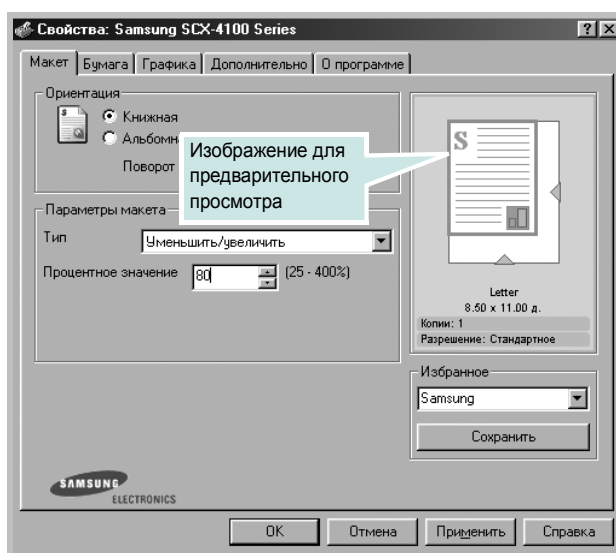 Свойства: Samsung SCX-4100 Series
Макет Бумага Графика Дополнительно О программе
Ориентация
Книжная
Поворот
Изображение для
предварительного
просмотра
S
Letter
8.50 x 11.00 д.
Копии: 1
Разрешение: Стандартное
Параметры макета
Тип Уменьшить/увеличить
Процентное значение 80 (25 - 400%)
Избранное
Samsung
Сохранить
SAMSUNG
ELECTRONICS
OK Отмена Применить Справка